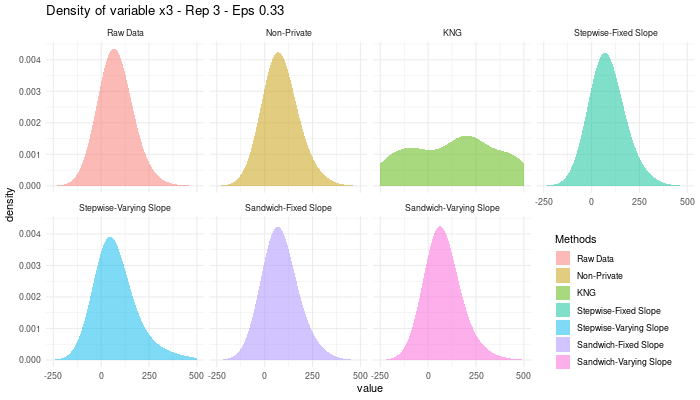 Density of variable x3 - Rep 3 - Eps 0.33
Raw Data
Non-Private
KNG
Stepwise-Fixed Slope
0.004
0.003
0.002
0.001
0.000
-250 0 250 500
density
Stepwise-Varying Slope
Sandwich-Fixed Slope
Sandwich-Varying Slope
0.004
0.003
0.002
0.001
0.000
-250 0 250 500
-250 0 250 500
-250 0 250 500
value
Methods
Raw Data
Non-Private
KNG
Stepwise-Fixed Slope
Stepwise-Varying Slope
Sandwich-Fixed Slope
Sandwich-Varying Slope